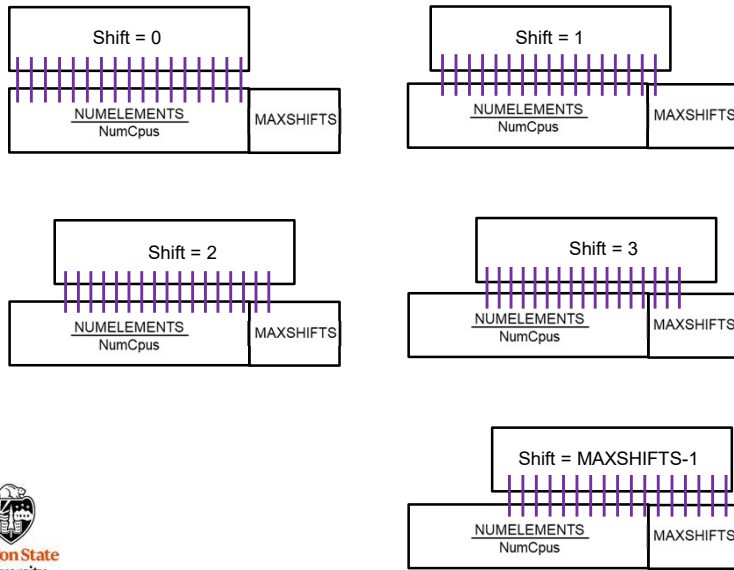 Shift = 0
NUMELEMENTS
NumCpus
MAXSHIFTS
Shift = 1
NUMELEMENTS
NumCpus
MAXSHIFTS
Shift = 2
NUMELEMENTS
NumCpus
MAXSHIFTS
Shift = 3
NUMELEMENTS
NumCpus
MAXSHIFTS
Shift = MAXSHIFTS-1
NUMELEMENTS
NumCpus
MAXSHIFTS
on State